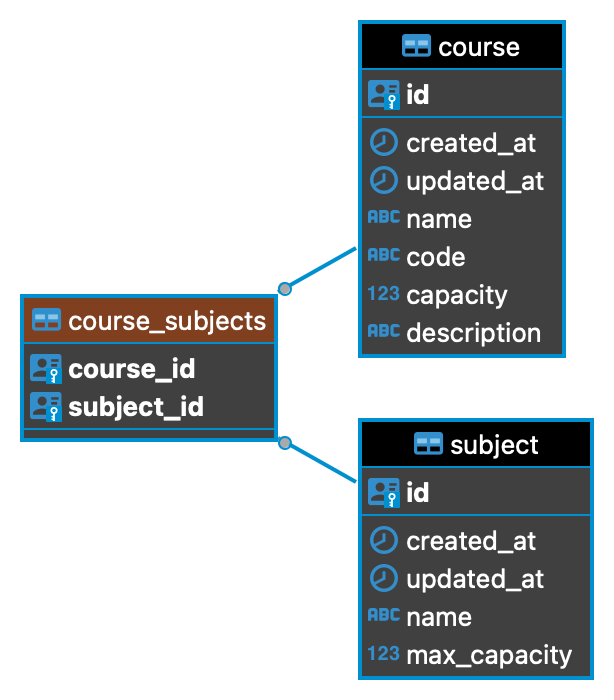 course
id
created_at
updated_at
ABC name
ABC code
123 capacity
ABC description
course_subjects
course_id
subject_id
subject
id
created_at
updated_at
ABC name
123 max_capacity